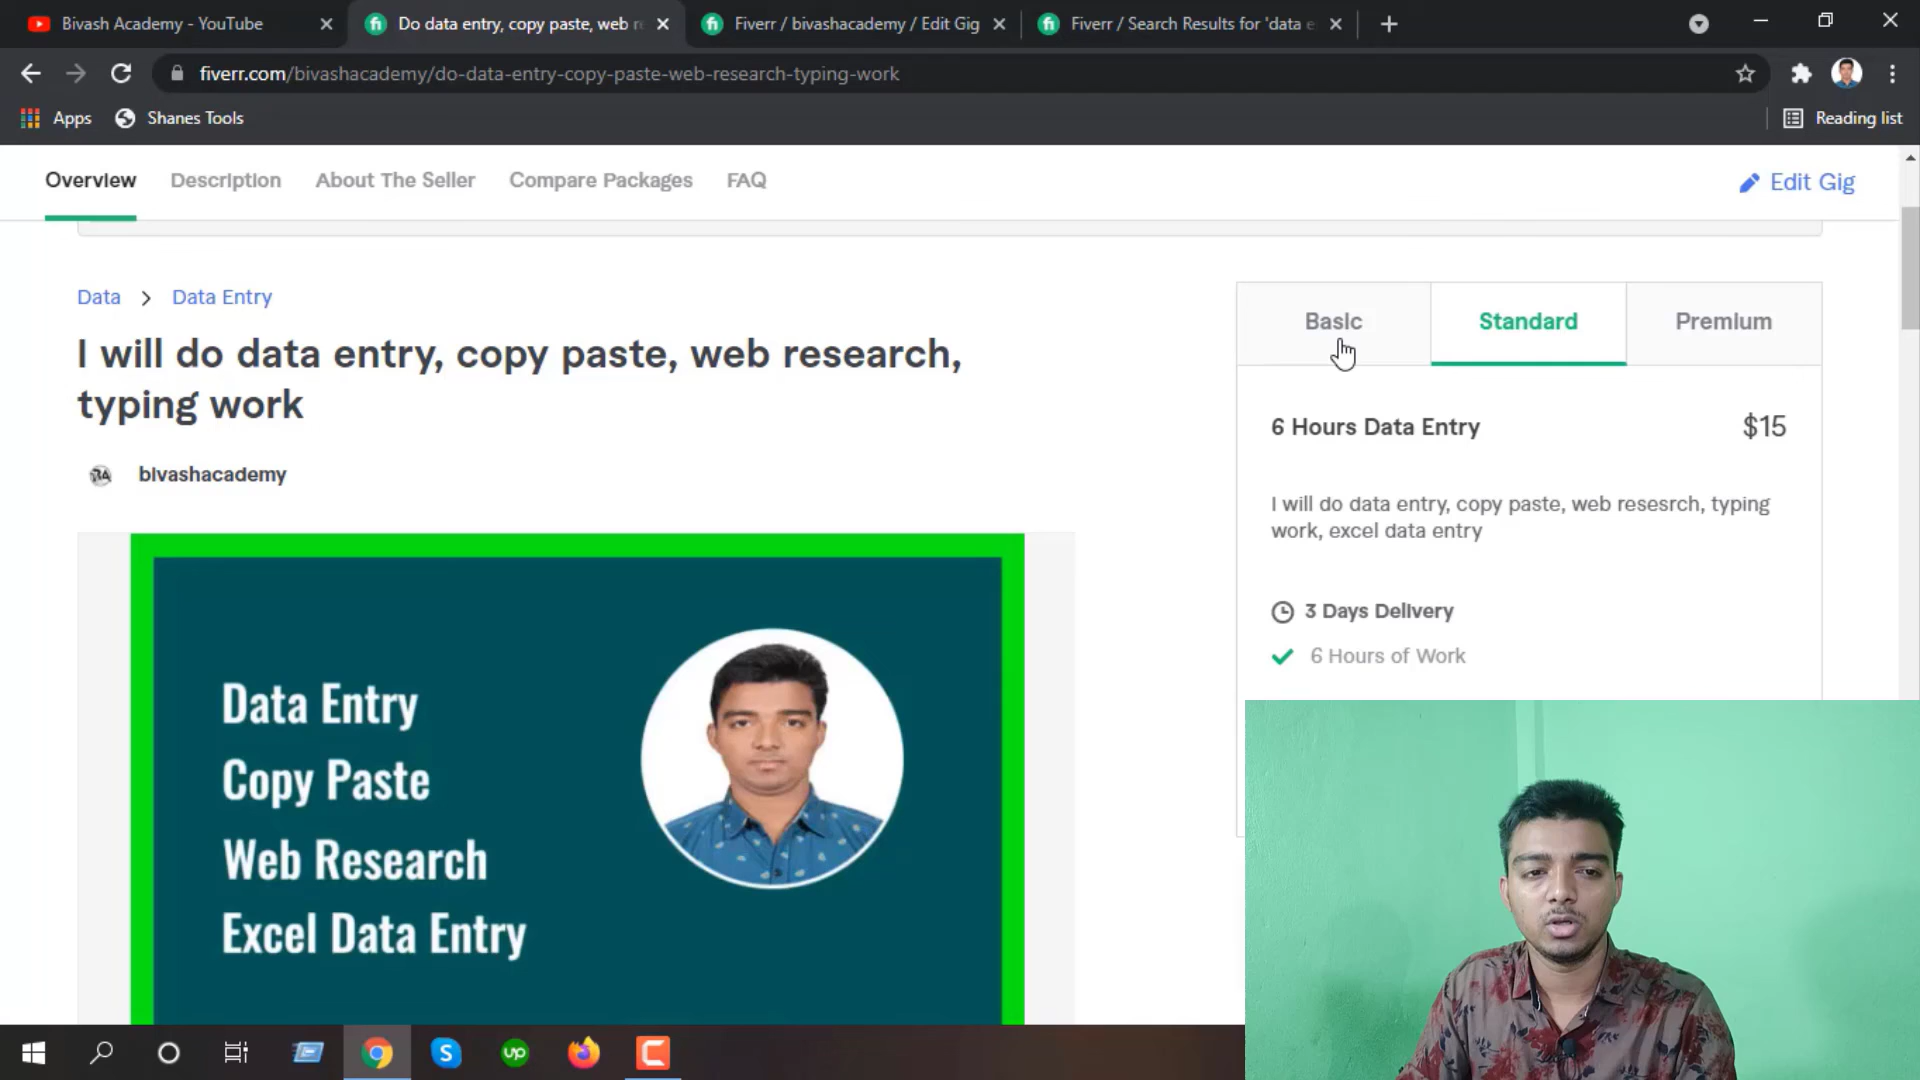 Bivash Academy - YouTube
Do data entry, copy paste, web r
Fiverr / bivashacademy / Edit Gig
Fiverr / Search Results for 'data e
fiverr.com/bivashacademy/do-data-entry-copy-paste-web-research-typing-work
Apps
Shanes Tools
Reading list
Overview
Description
About The Seller
Compare Packages
FAQ
Edit Gig
Data
Data Entry
I will do data entry, copy paste, web research,
typing work
bivashacademy
Basic
Standard
Premium
6 Hours Data Entry
$15
I will do data entry, copy paste, web resesrch, typing
work, excel data entry
3 Days Delivery
6 Hours of Work
Data Entry
Copy Paste
Web Research
Excel Data Entry